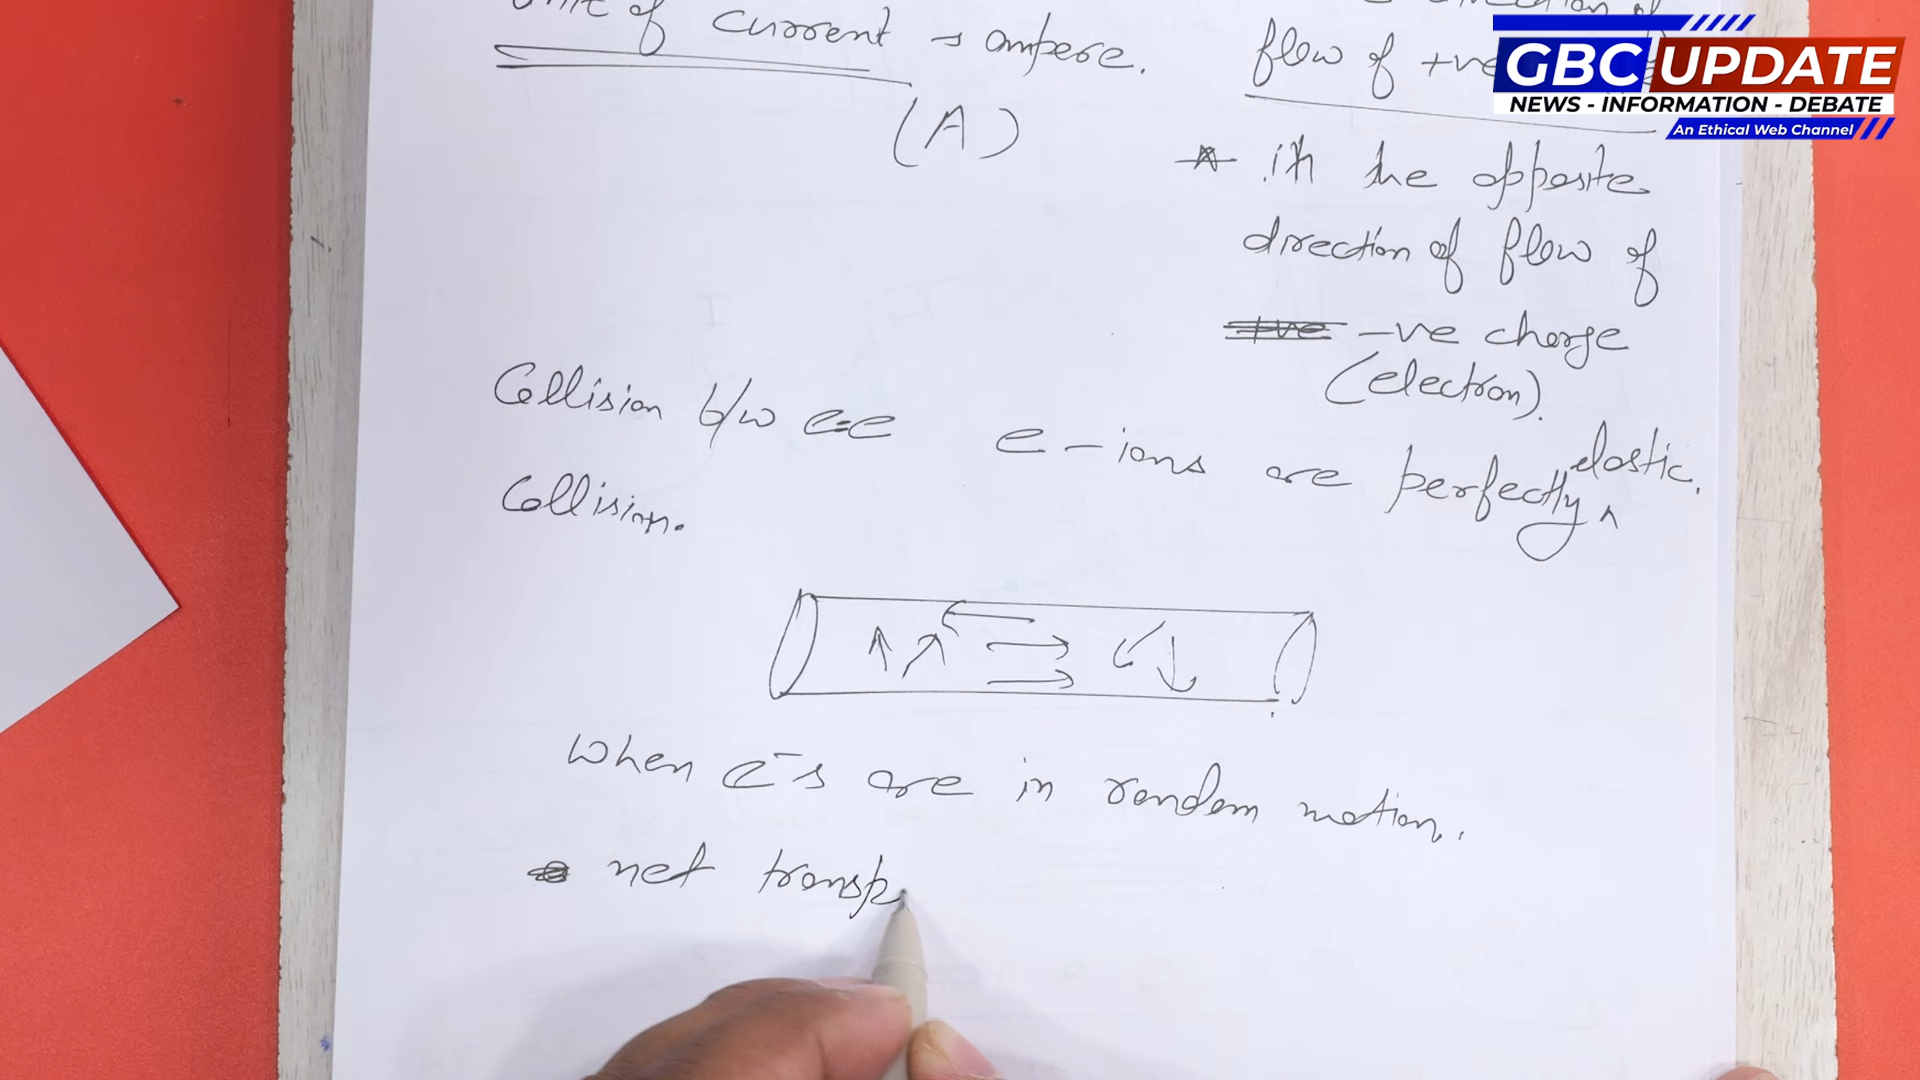 Unit of current → ampere.
(A)
flow of +ve
* in the opposite
direction of flow of
-ve charge
(electron).
Collision b/w e-e e-ions are perfectly elastic.
Collision.
When e-s are in random motion.
net transp
GBC UPDATE
NEWS - INFORMATION - DEBATE
An Ethical Web Channel